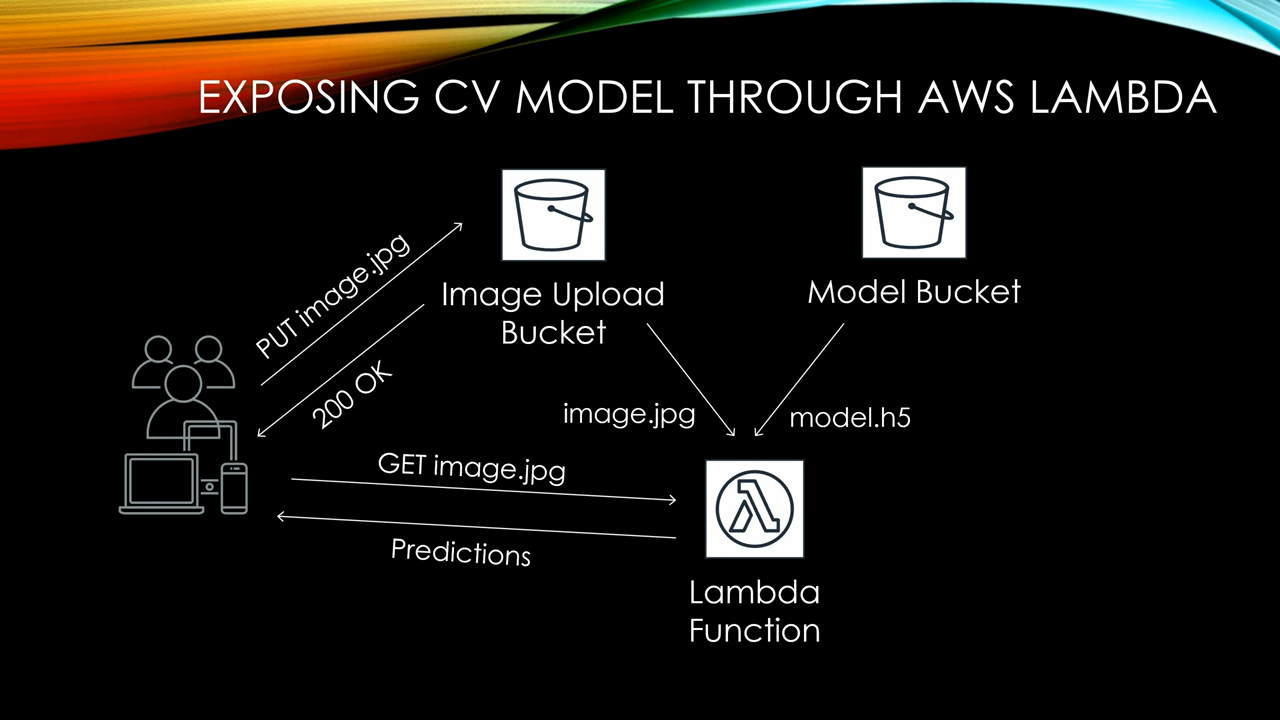 EXPOSING CV MODEL THROUGH AWS LAMBDA
PUT image.jpg
200 OK
Image Upload
Bucket
Model Bucket
image.jpg
model.h5
GET image.jpg
Predictions
Lambda
Function